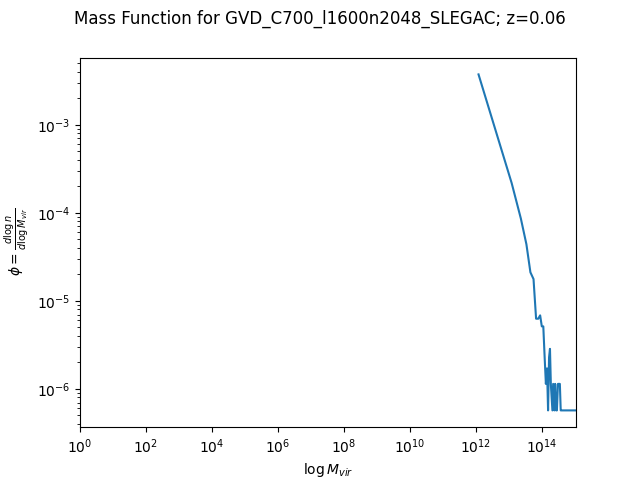 Mass Function for GVD_C700_l1600n2048_SLEGAC; z=0.06
10⁻³
10⁻⁴
10⁻⁵
10⁻⁶
ϕ = d log n / d log M_vir
10⁰ 10² 10⁴ 10⁶ 10⁸ 10¹⁰ 10¹² 10¹⁴
log M_vir